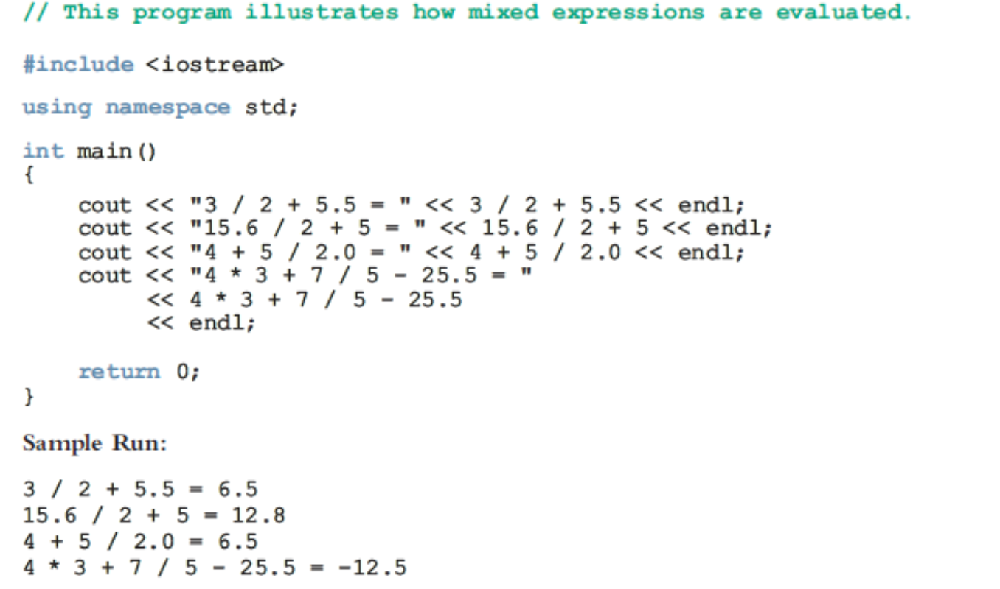 // This program illustrates how mixed expressions are evaluated.
#include <iostream>
using namespace std;
int main()
{
    cout << "3 / 2 + 5.5 = " << 3 / 2 + 5.5 << endl;
    cout << "15.6 / 2 + 5 = " << 15.6 / 2 + 5 << endl;
    cout << "4 + 5 / 2.0 = " << 4 + 5 / 2.0 << endl;
    cout << "4 * 3 + 7 / 5 - 25.5 = "
         << 4 * 3 + 7 / 5 - 25.5
         << endl;
    return 0;
}
Sample Run:
3 / 2 + 5.5 = 6.5
15.6 / 2 + 5 = 12.8
4 + 5 / 2.0 = 6.5
4 * 3 + 7 / 5 - 25.5 = -12.5